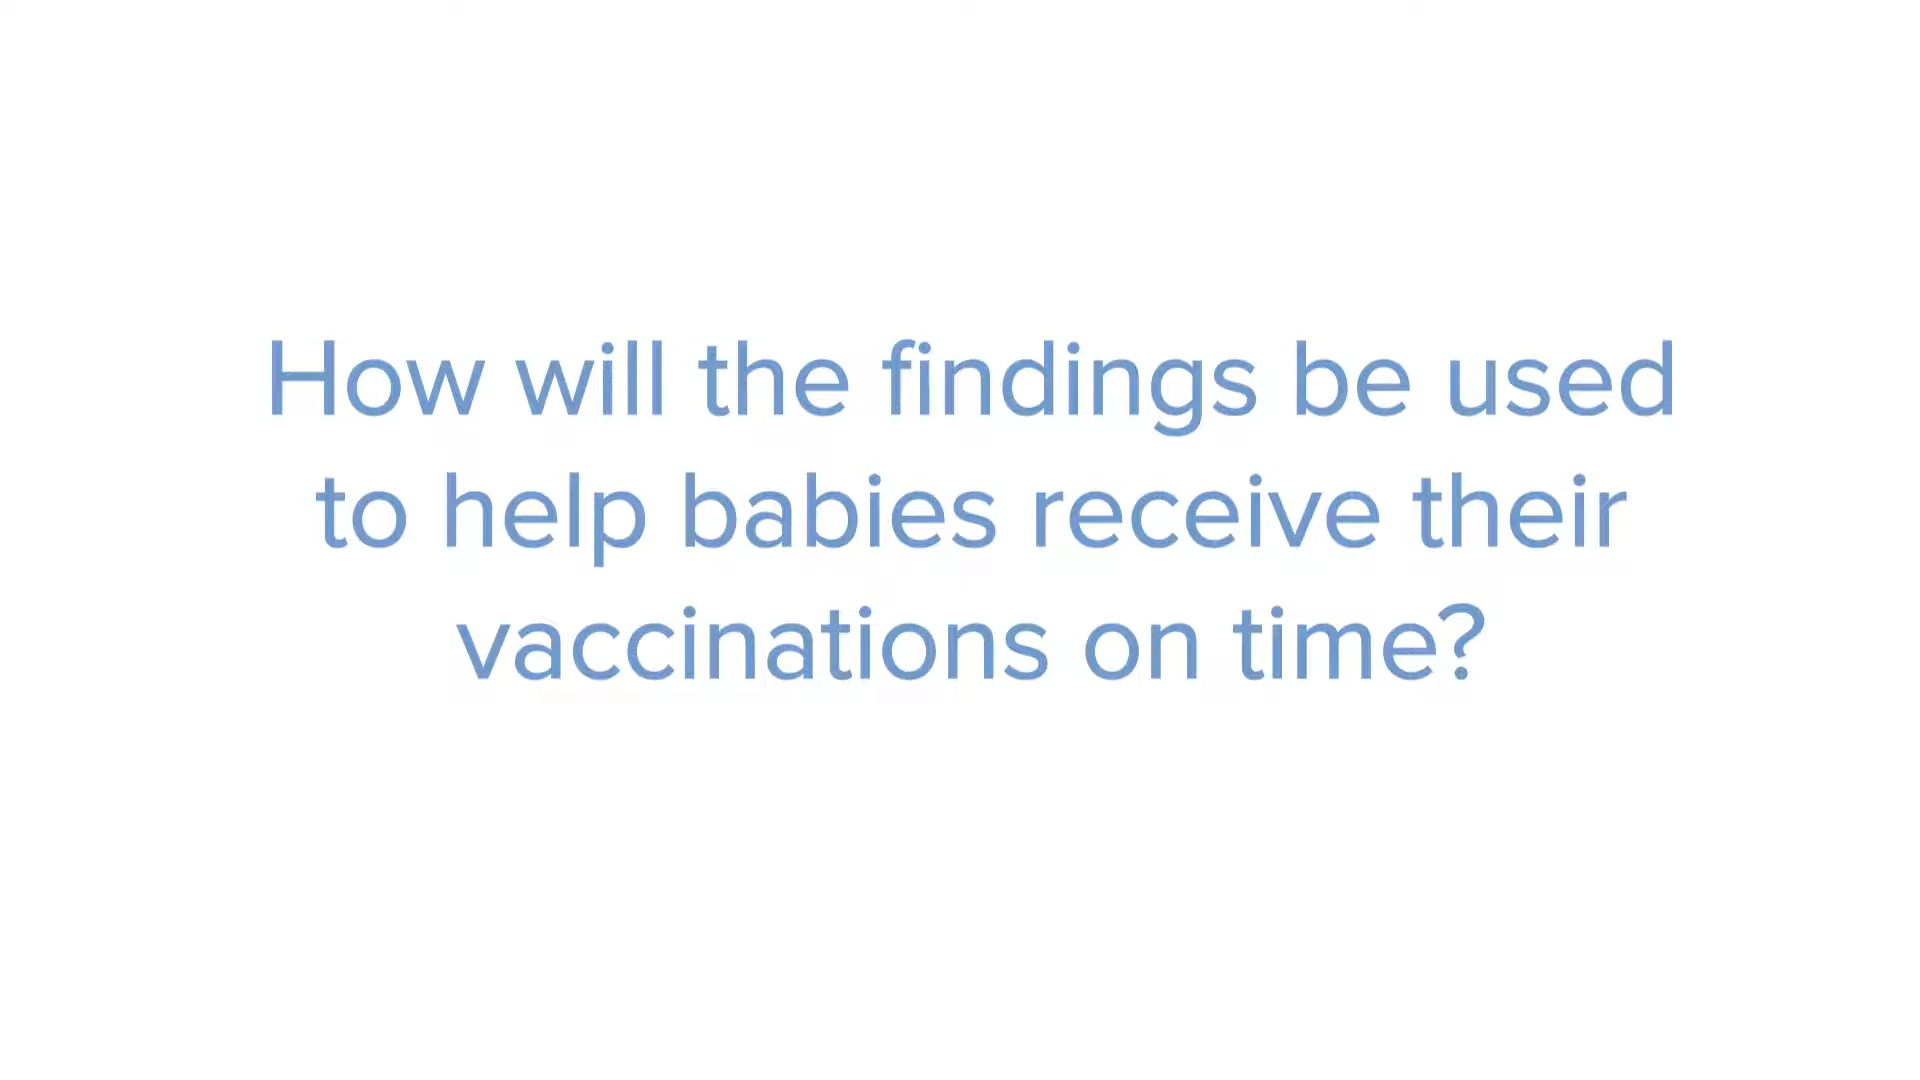 How will the findings be used
to help babies receive their
vaccinations on time?